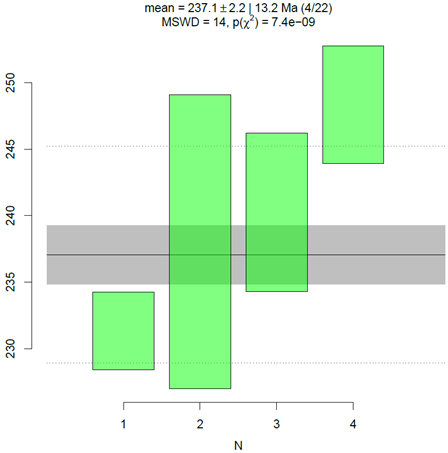 mean = 237.1 ± 2.2 | 13.2 Ma (4/22)
MSWD = 14, p(χ²) = 7.4e−09
250
245
240
235
230
1 2 3 4
N